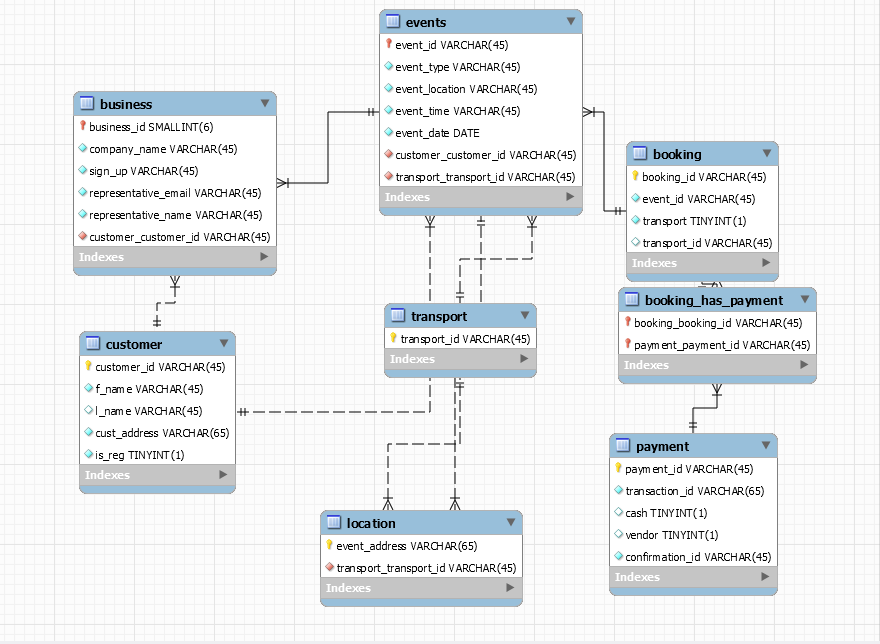 events
event_id VARCHAR(45)
event_type VARCHAR(45)
event_location VARCHAR(45)
event_time VARCHAR(45)
event_date DATE
customer_customer_id VARCHAR(45)
transport_transport_id VARCHAR(45)
Indexes
business
business_id SMALLINT(6)
company_name VARCHAR(45)
sign_up VARCHAR(45)
representative_email VARCHAR(45)
representative_name VARCHAR(45)
customer_customer_id VARCHAR(45)
Indexes
booking
booking_id VARCHAR(45)
event_id VARCHAR(45)
transport TINYINT(1)
transport_id VARCHAR(45)
Indexes
booking_has_payment
booking_booking_id VARCHAR(45)
payment_payment_id VARCHAR(45)
Indexes
transport
transport_id VARCHAR(45)
Indexes
customer
customer_id VARCHAR(45)
f_name VARCHAR(45)
l_name VARCHAR(45)
cust_address VARCHAR(65)
is_reg TINYINT(1)
Indexes
payment
payment_id VARCHAR(45)
transaction_id VARCHAR(65)
cash TINYINT(1)
vendor TINYINT(1)
confirmation_id VARCHAR(45)
Indexes
location
event_address VARCHAR(65)
transport_transport_id VARCHAR(45)
Indexes